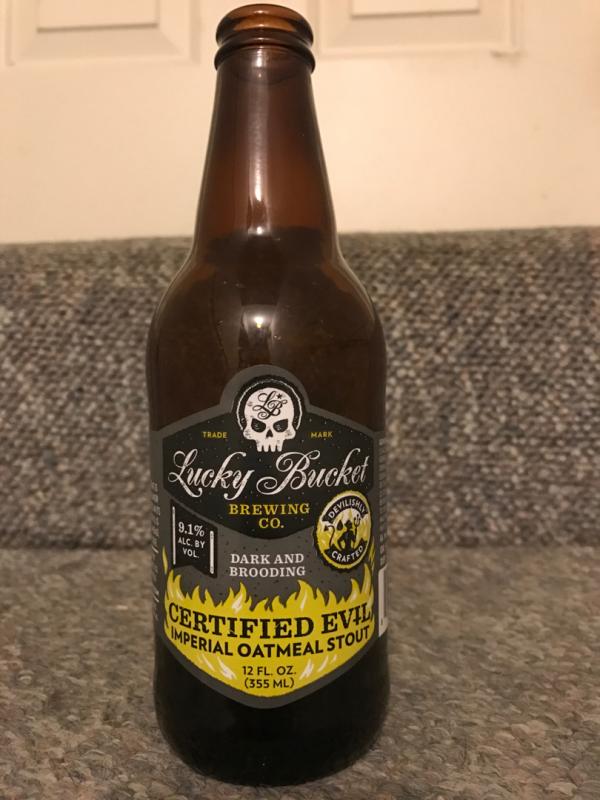 LB
TRADE MARK
Lucky Bucket
BREWING
CO.
9.1%
ALC. BY
VOL.
DEVILISHLY
CRAFTED
DARK AND
BROODING
CERTIFIED EVIL
IMPERIAL OATMEAL STOUT
12 FL. OZ.
(355 ML)